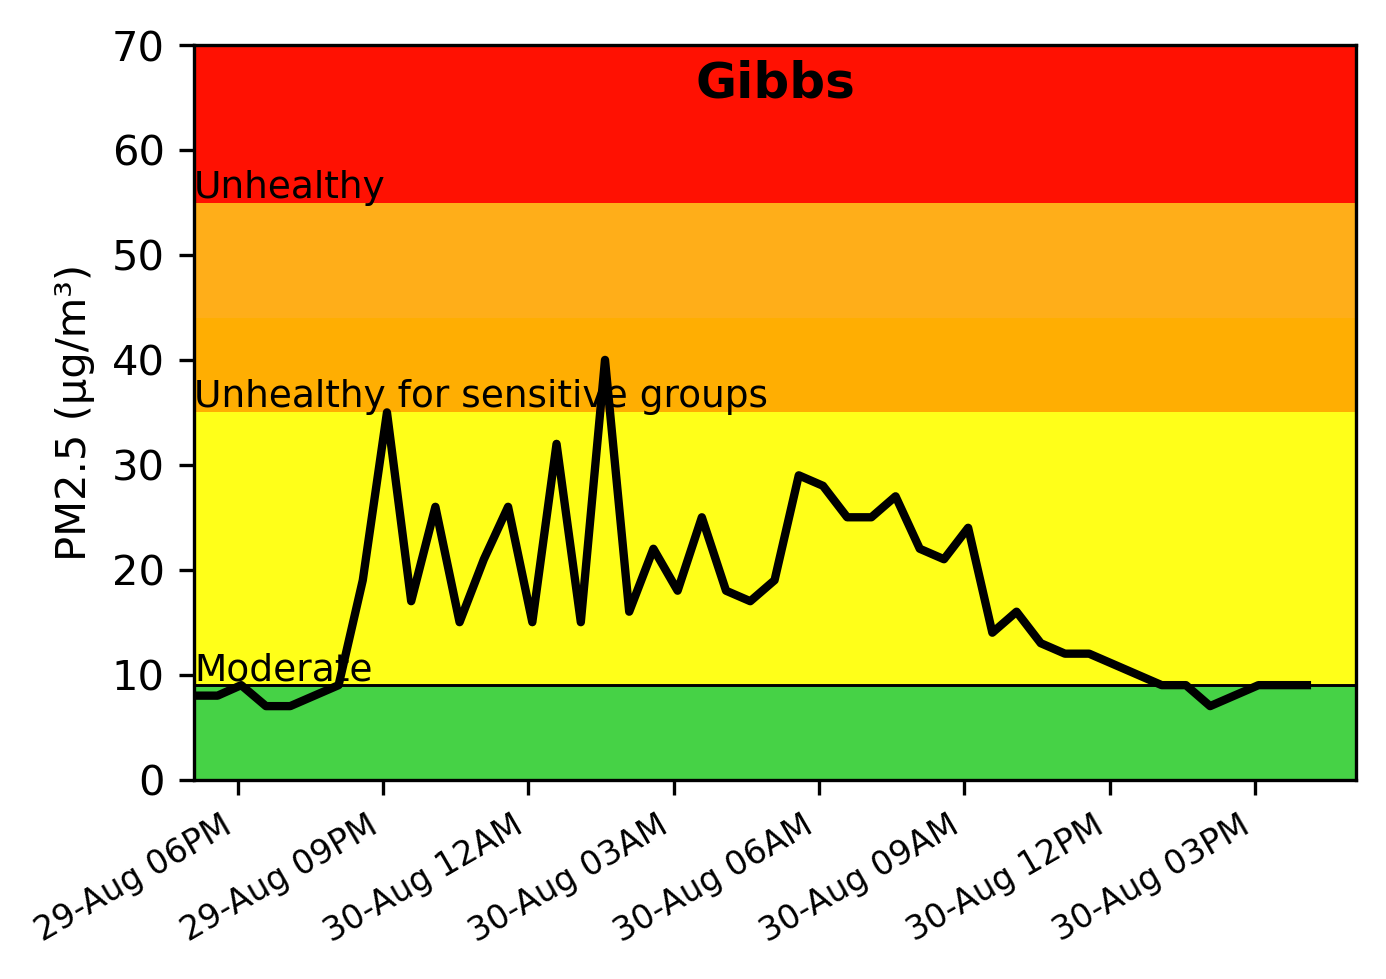 Gibbs
PM2.5 (µg/m³)
70
60
50
40
30
20
10
0
Unhealthy
Unhealthy for sensitive groups
Moderate
29-Aug 06PM
29-Aug 09PM
30-Aug 12AM
30-Aug 03AM
30-Aug 06AM
30-Aug 09AM
30-Aug 12PM
30-Aug 03PM